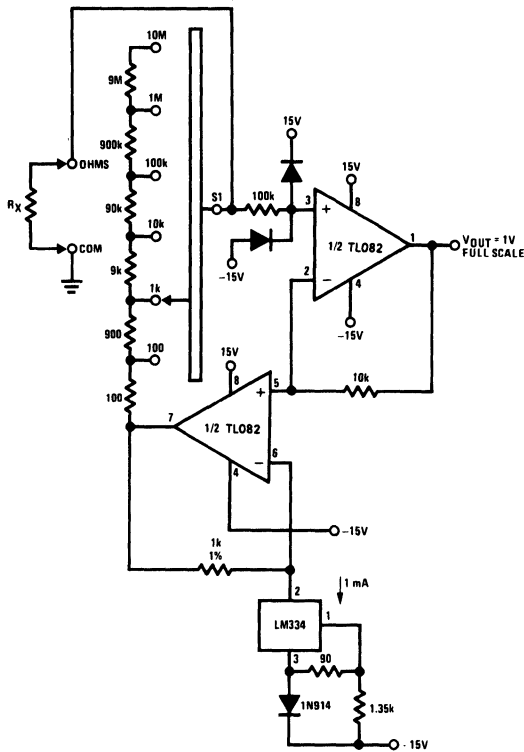 10M
9M
1M
900k
100k
90k
10k
9k
1k
900
100
100
OHMS
RX
COM
S1
100k
15V
-15V
15V
8
3
+
1/2 TL082
1
2
−
4
-15V
VOUT = 1V
FULL SCALE
10k
15V
8
5
+
7
1/2 TL082
6
−
4
-15V
1k
1%
1 mA
2
LM334
1
3
90
1N914
1.35k
- 15V